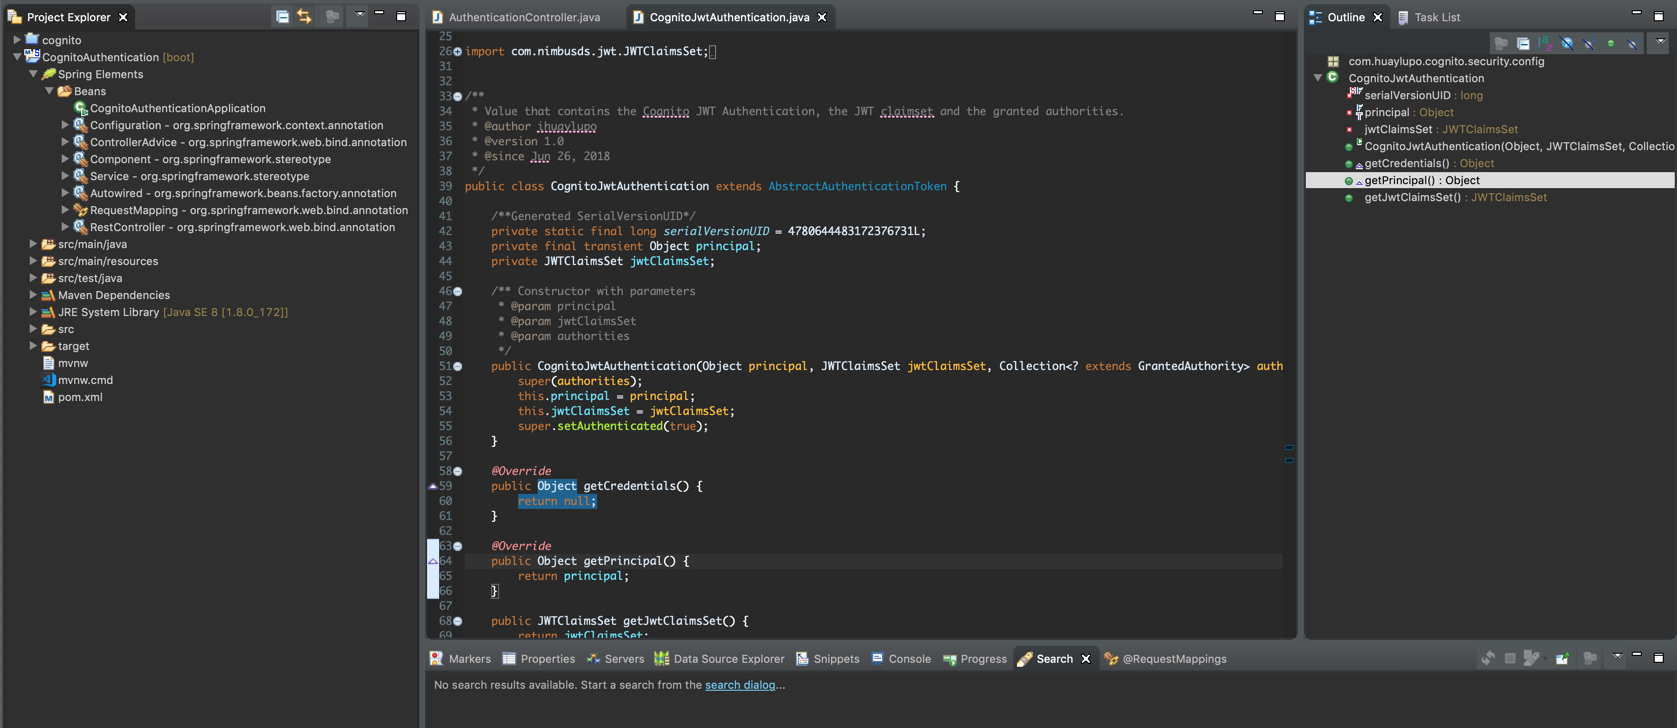 Project Explorer
cognito
CognitoAuthentication [boot]
Spring Elements
Beans
CognitoAuthenticationApplication
Configuration - org.springframework.context.annotation
ControllerAdvice - org.springframework.web.bind.annotation
Component - org.springframework.stereotype
Service - org.springframework.stereotype
Autowired - org.springframework.beans.factory.annotation
RequestMapping - org.springframework.web.bind.annotation
RestController - org.springframework.web.bind.annotation
src/main/java
src/main/resources
src/test/java
Maven Dependencies
JRE System Library [Java SE 8 [1.8.0_172]]
src
target
mvnw
mvnw.cmd
pom.xml
AuthenticationController.java
CognitoJwtAuthentication.java
25
26 import com.nimbusds.jwt.JWTClaimsSet;
31
32
33 /**
34 * Value that contains the Cognito JWT Authentication, the JWT claimset and the granted authorities.
35 * @author ihuaylupo
36 * @version 1.0
37 * @since Jun 26, 2018
38 */
39 public class CognitoJwtAuthentication extends AbstractAuthenticationToken {
40
41 /**Generated SerialVersionUID*/
42 private static final long serialVersionUID = 4780644483172376731L;
43 private final transient Object principal;
44 private JWTClaimsSet jwtClaimsSet;
45
46 /** Constructor with parameters
47 * @param principal
48 * @param jwtClaimsSet
49 * @param authorities
50 */
51 public CognitoJwtAuthentication(Object principal, JWTClaimsSet jwtClaimsSet, Collection<? extends GrantedAuthority> auth
52 super(authorities);
53 this.principal = principal;
54 this.jwtClaimsSet = jwtClaimsSet;
55 super.setAuthenticated(true);
56 }
57
58 @Override
59 public Object getCredentials() {
60 return null;
61 }
62
63 @Override
64 public Object getPrincipal() {
65 return principal;
66 }
67
68 public JWTClaimsSet getJwtClaimsSet() {
69 return jwtClaimsSet;
Outline
Task List
com.huaylupo.cognito.security.config
CognitoJwtAuthentication
serialVersionUID : long
principal : Object
jwtClaimsSet : JWTClaimsSet
CognitoJwtAuthentication(Object, JWTClaimsSet, Collectio
getCredentials() : Object
getPrincipal() : Object
getJwtClaimsSet() : JWTClaimsSet
Markers
Properties
Servers
Data Source Explorer
Snippets
Console
Progress
Search
@RequestMappings
No search results available. Start a search from the search dialog...